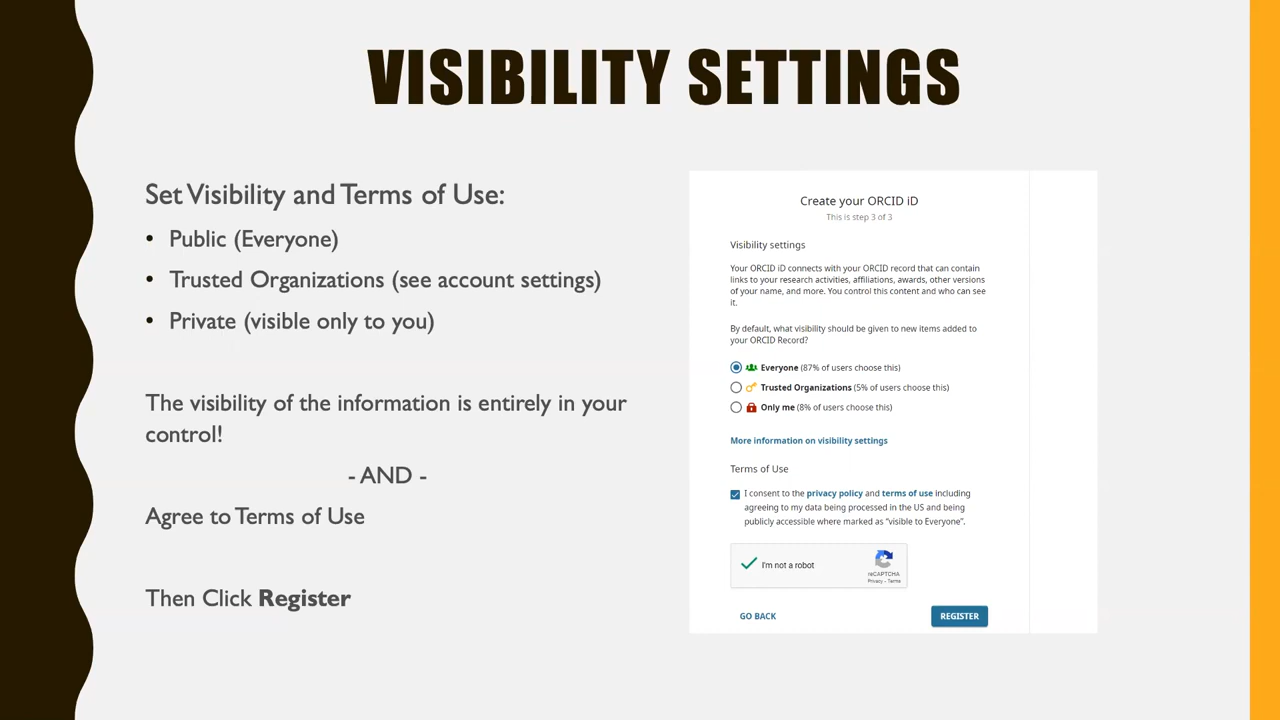 VISIBILITY SETTINGS
Set Visibility and Terms of Use:
• Public (Everyone)
• Trusted Organizations (see account settings)
• Private (visible only to you)
The visibility of the information is entirely in your
control!
- AND -
Agree to Terms of Use
Then Click Register
Create your ORCID iD
This is step 3 of 3
Visibility settings
Your ORCID iD connects with your ORCID record that can contain
links to your research activities, affiliations, awards, other versions
of your name, and more. You control this content and who can see
it.
By default, what visibility should be given to new items added to
your ORCID Record?
Everyone (87% of users choose this)
Trusted Organizations (5% of users choose this)
Only me (8% of users choose this)
More information on visibility settings
Terms of Use
I consent to the privacy policy and terms of use including
agreeing to my data being processed in the US and being
publicly accessible where marked as "visible to Everyone".
I'm not a robot
reCAPTCHA
Privacy - Terms
GO BACK
REGISTER